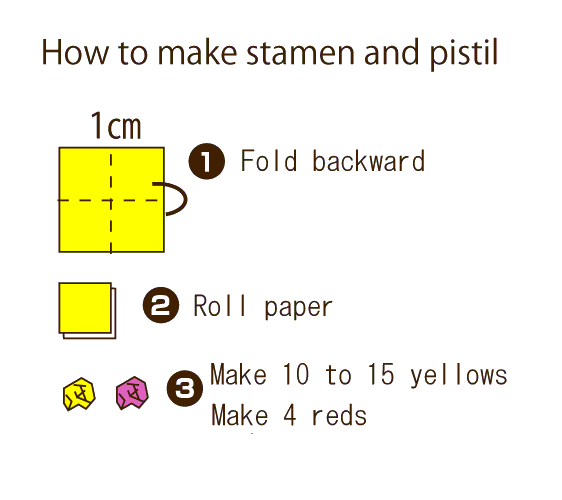 How to make stamen and pistil
1cm
1 Fold backward
2 Roll paper
3 Make 10 to 15 yellows
Make 4 reds